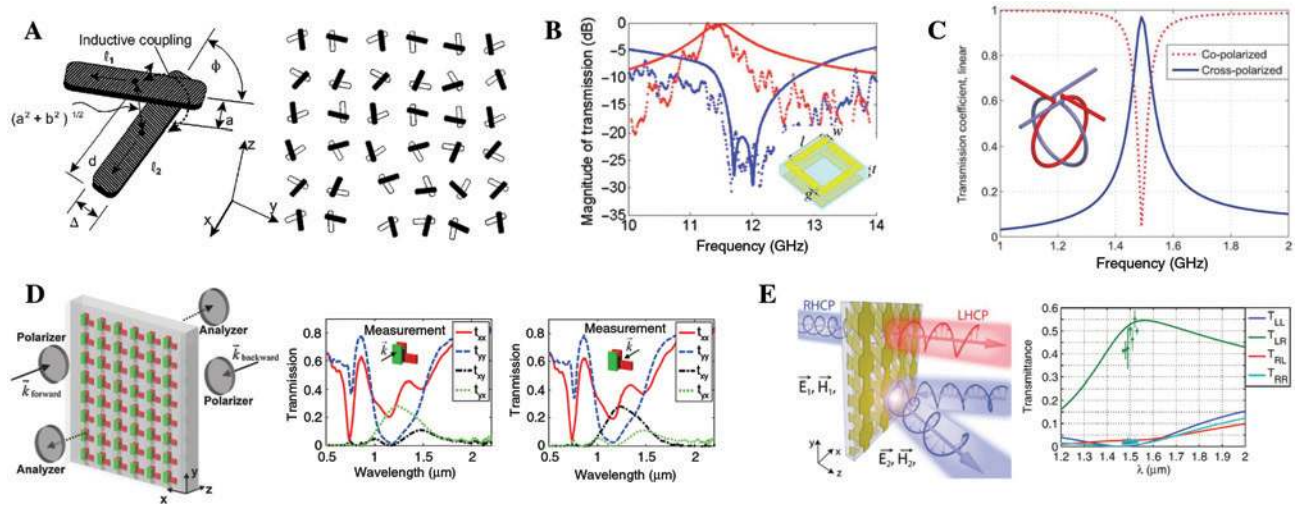 A
Inductive coupling
ℓ1
ϕ
(a² + b²)^1/2
a
d
ℓ2
Δ
z
y
x
B
Magnitude of transmission (dB)
0
-5
-10
-15
-20
-25
-30
-35
10
11
12
13
14
Frequency (GHz)
l
w
t
g
C
Transmission coefficient, linear
1
0.8
0.6
0.4
0.2
0
1
1.2
1.4
1.6
1.8
2
Frequency (GHz)
Co-polarized
Cross-polarized
D
Polarizer
k forward
Analyzer
Analyzer
k backward
Polarizer
x
y
z
Tranmission
0.8
0.6
0.4
0.2
0
0.5
1.0
1.5
2.0
Wavelength (μm)
Measurement
k
txx
tyy
txy
tyx
Tranmission
0.8
0.6
0.4
0.2
0
0.5
1.0
1.5
2.0
Wavelength (μm)
Measurement
k
txx
tyy
txy
tyx
E
RHCP
LHCP
E1, H1,
E2, H2,
y
x
z
Transmittance
0.6
0.5
0.4
0.3
0.2
0.1
0
1.2
1.3
1.4
1.5
1.6
1.7
1.8
1.9
2
λ (μm)
TLL
TLR
TRL
TRR